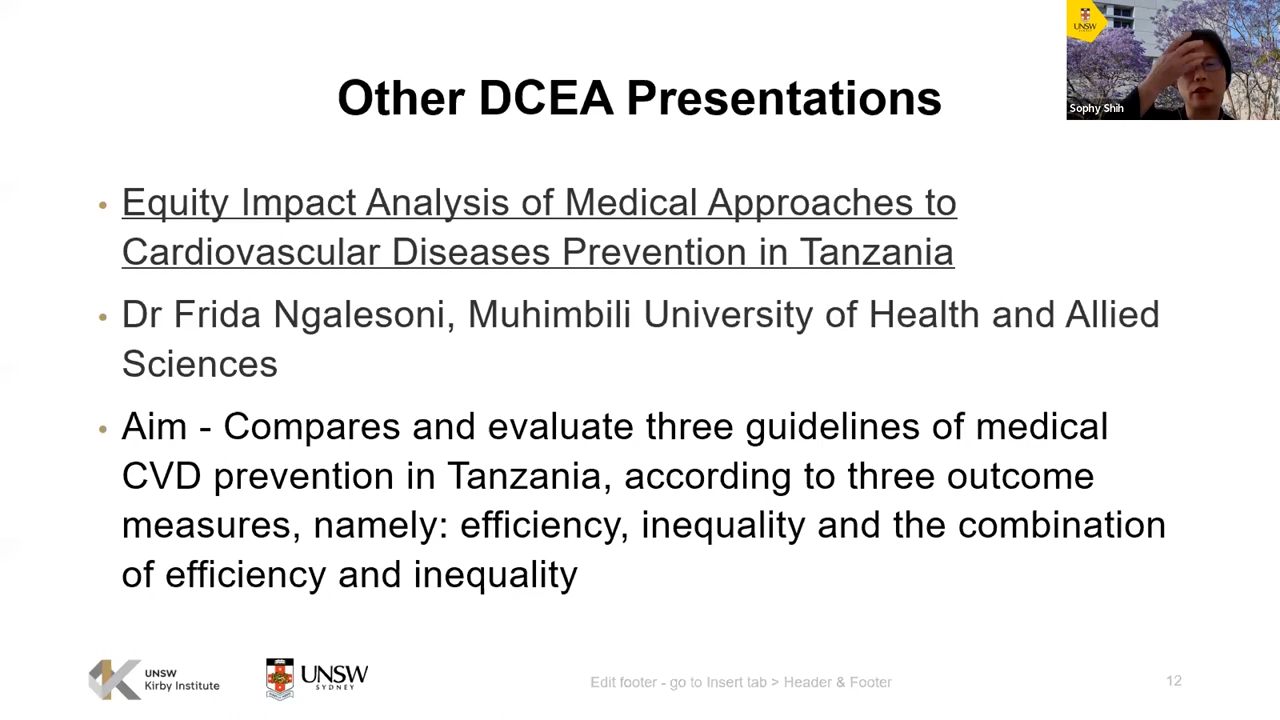 UNSW
Sophy Shih
Other DCEA Presentations
• Equity Impact Analysis of Medical Approaches to
Cardiovascular Diseases Prevention in Tanzania
• Dr Frida Ngalesoni, Muhimbili University of Health and Allied
Sciences
• Aim - Compares and evaluate three guidelines of medical
CVD prevention in Tanzania, according to three outcome
measures, namely: efficiency, inequality and the combination
of efficiency and inequality
UNSW
Kirby Institute
UNSW
SYDNEY
Edit footer - go to Insert tab > Header & Footer
12